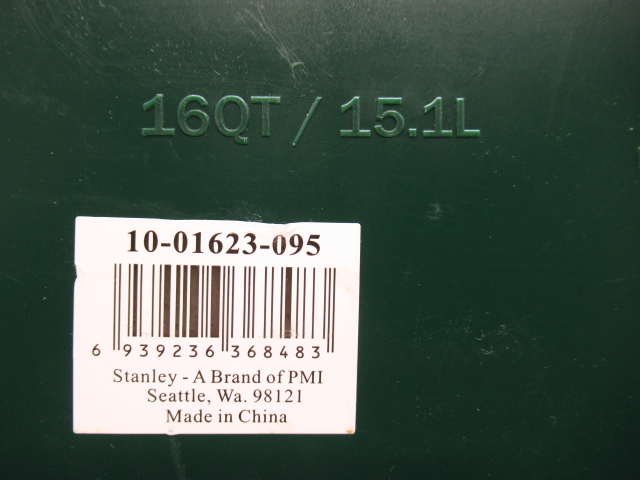 16QT / 15.1L
10-01623-095
6 939236 368483
Stanley - A Brand of PMI
Seattle, Wa. 98121
Made in China